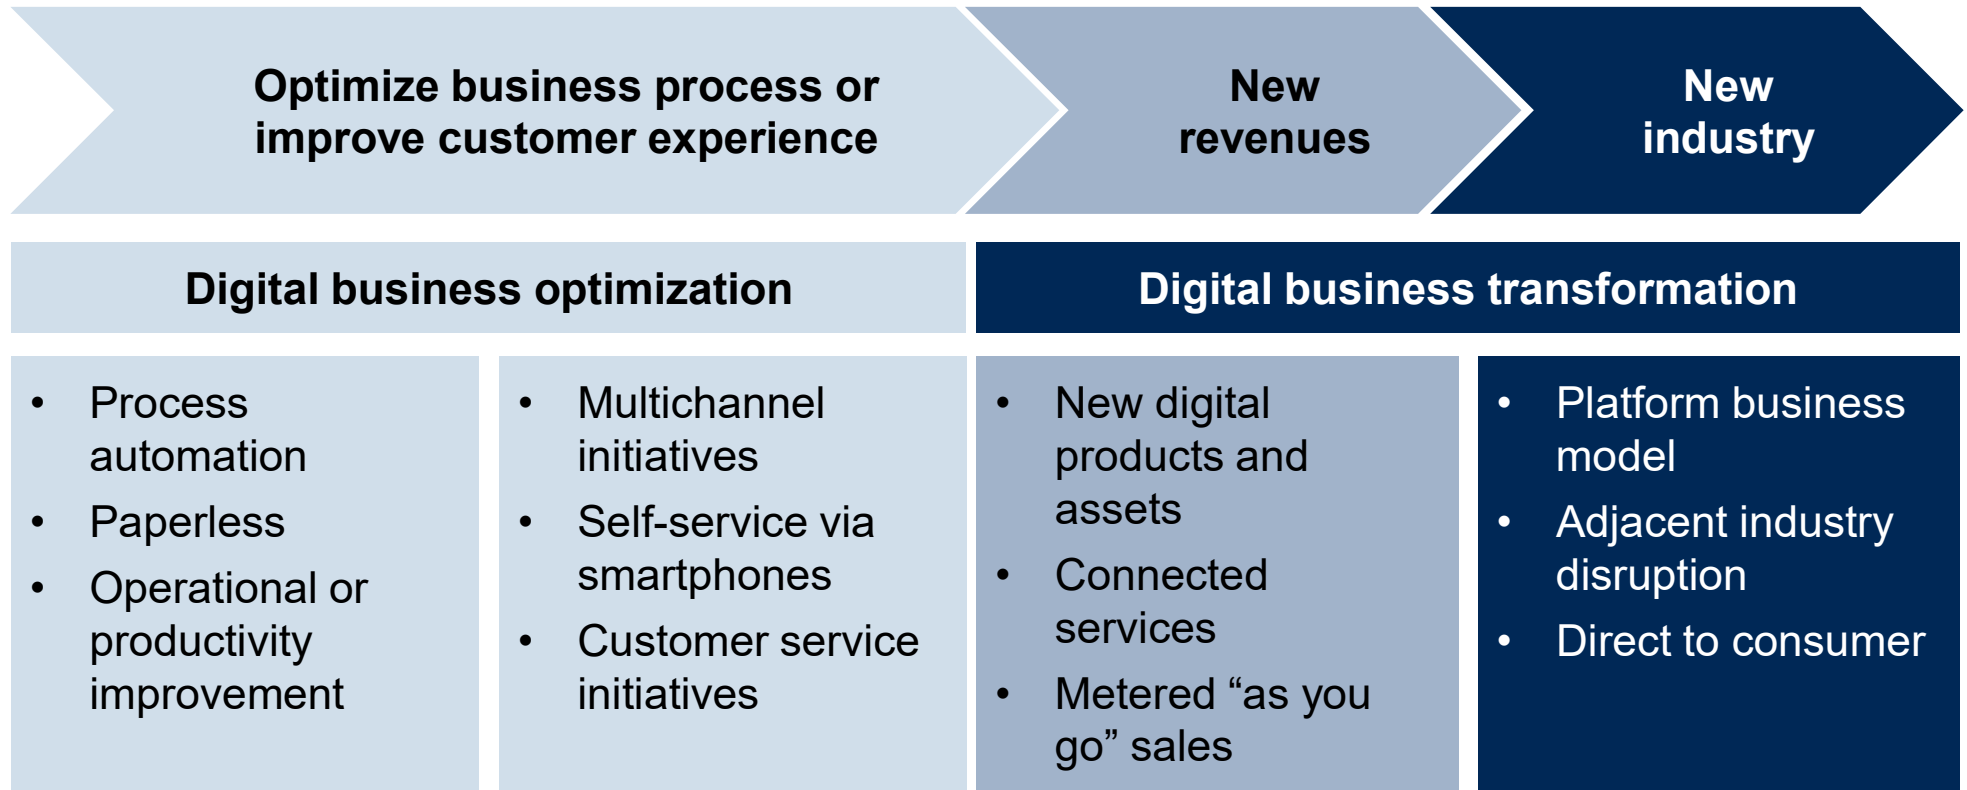 Optimize business process or
improve customer experience
New
revenues
New
industry
Digital business optimization
Digital business transformation
• Process
automation
• Paperless
• Operational or
productivity
improvement
• Multichannel
initiatives
• Self-service via
smartphones
• Customer service
initiatives
• New digital
products and
assets
• Connected
services
• Metered “as you
go” sales
• Platform business
model
• Adjacent industry
disruption
• Direct to consumer